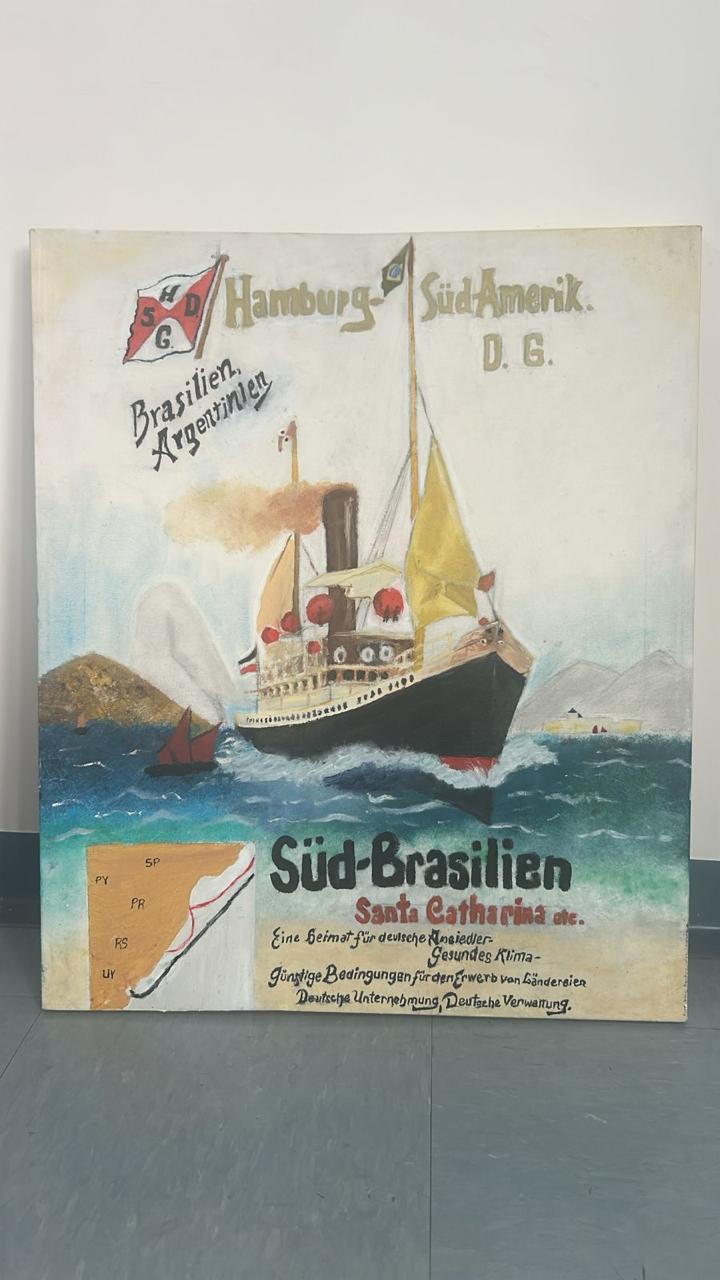 H
S D
G.
Hamburg-Süd-Amerik.
D. G.
Brasilien,
Argentinien
SP
PY
PR
RS
UY
Süd-Brasilien
Santa Catharina etc.
Eine Heimat für deutsche Ansiedler-
Gesundes Klima-
günstige Bedingungen für den Erwerb von Ländereien
Deutsche Unternehmung, Deutsche Verwaltung.